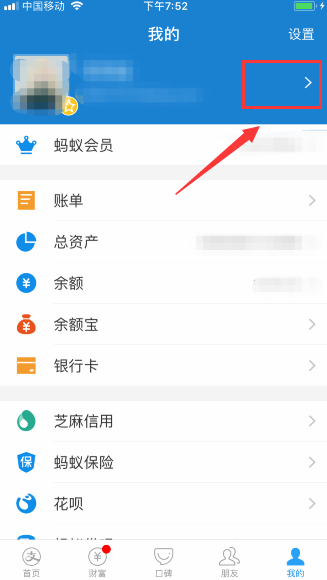 中国移动 下午7:52
我的 设置
蚂蚁会员
账单
总资产
余额
余额宝
银行卡
芝麻信用
保 蚂蚁保险
花呗
支 首页 财富 口碑 朋友 我的